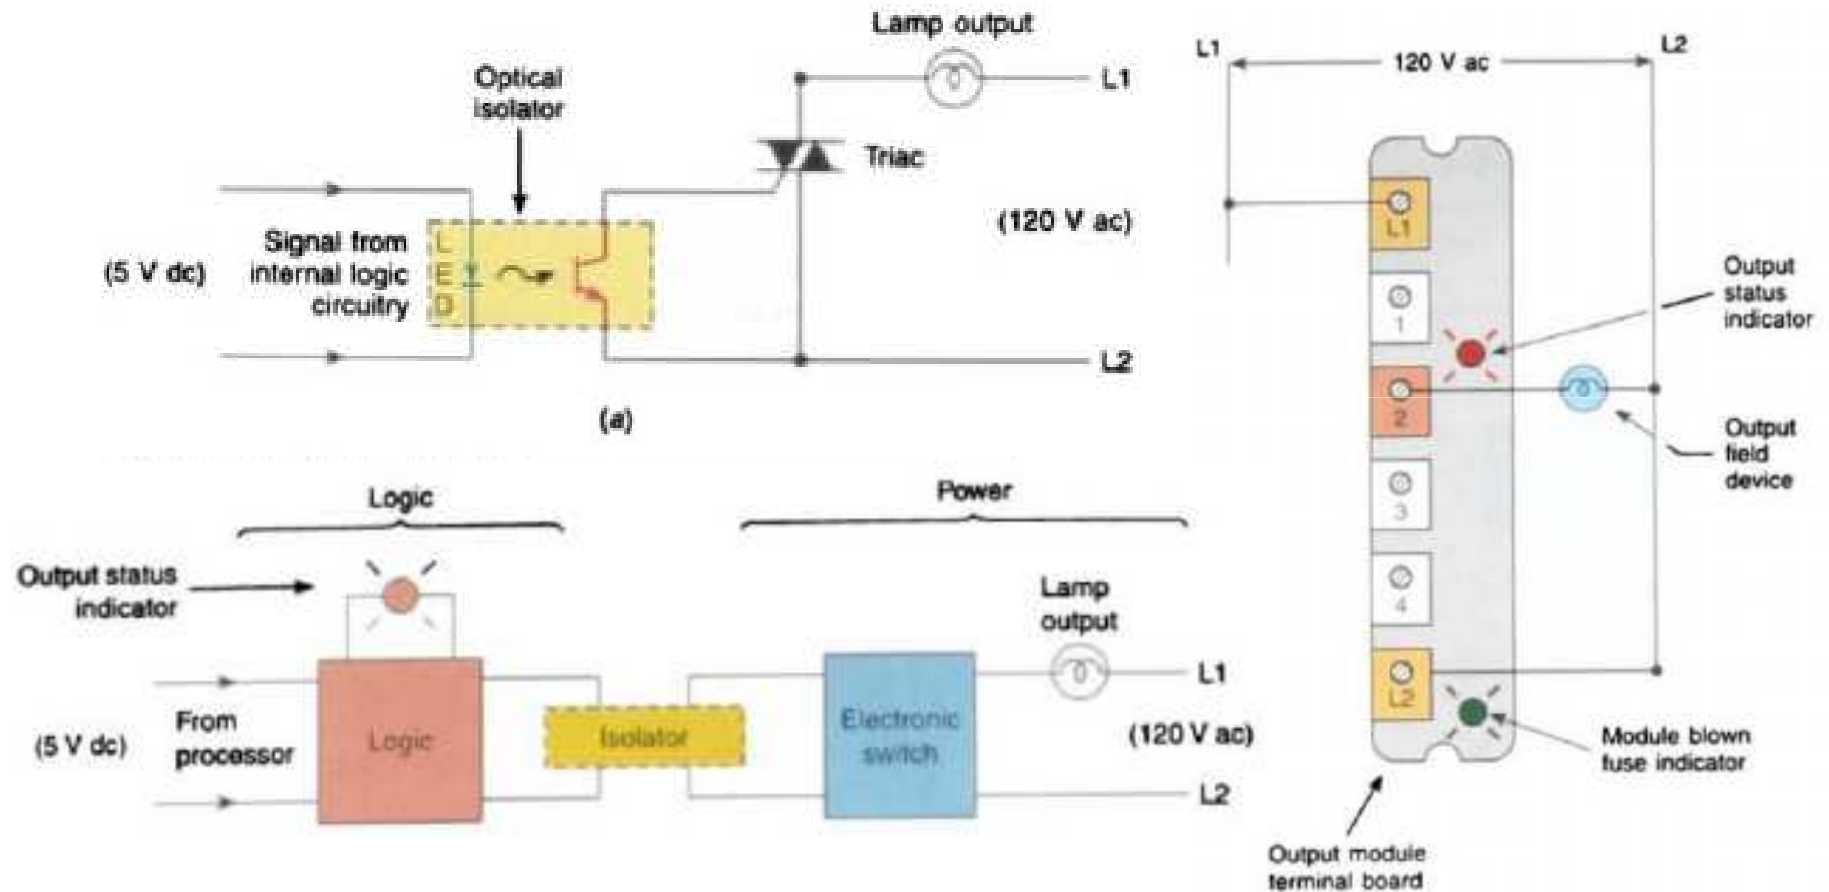 Lamp output
L1
Optical
isolator
Triac
(120 V ac)
Signal from
internal logic
circuitry
(5 V dc)
L
E
D
L2
(a)
Logic
Power
Output status
indicator
Lamp
output
L1
From
processor
(5 V dc)
Logic
Isolator
Electronic
switch
(120 V ac)
L2
L1
120 V ac
L2
L1
1
2
3
4
L2
Output
status
indicator
Output
field
device
Module blown
fuse indicator
Output module
terminal board